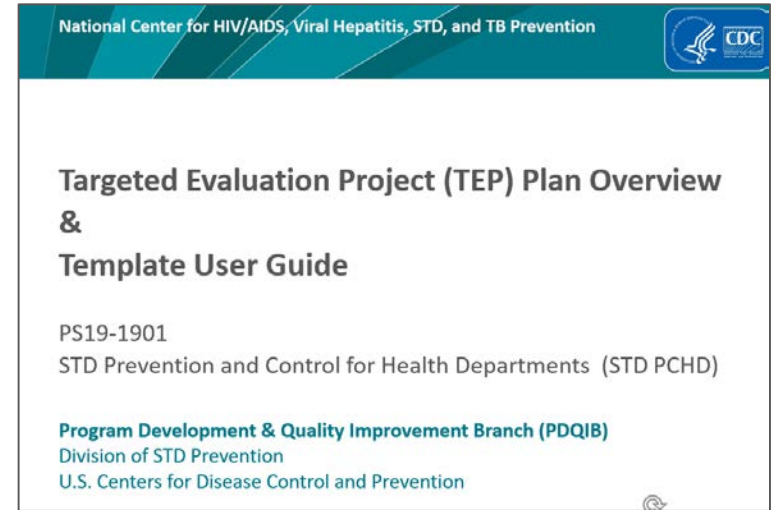 National Center for HIV/AIDS, Viral Hepatitis, STD, and TB Prevention
CDC
Targeted Evaluation Project (TEP) Plan Overview
&
Template User Guide
PS19-1901
STD Prevention and Control for Health Departments (STD PCHD)
Program Development & Quality Improvement Branch (PDQIB)
Division of STD Prevention
U.S. Centers for Disease Control and Prevention